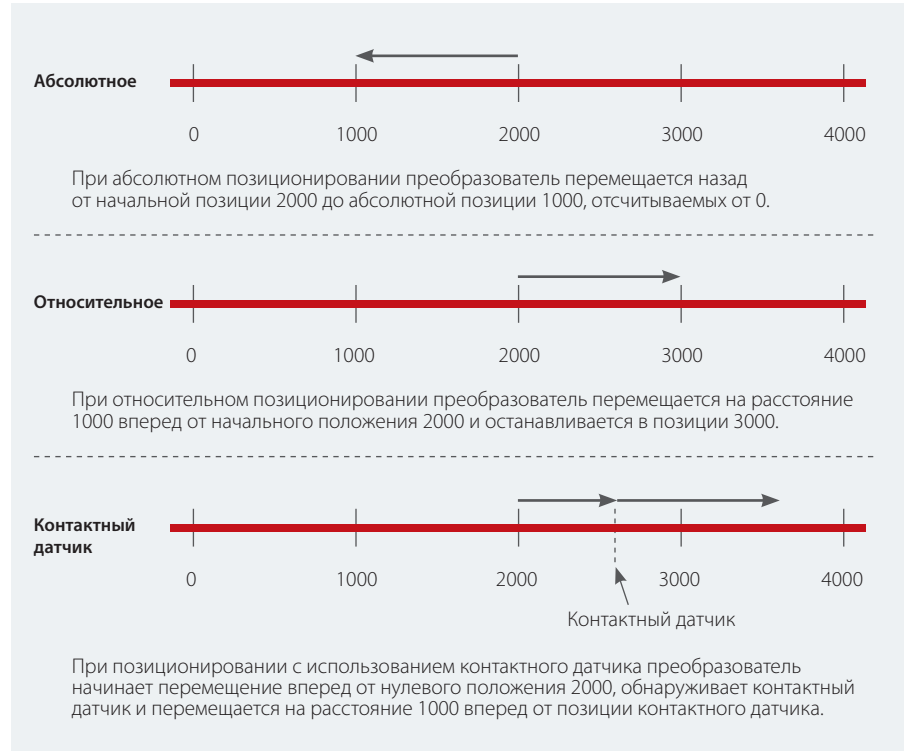 Абсолютное
0 1000 2000 3000 4000
При абсолютном позиционировании преобразователь перемещается назад
от начальной позиции 2000 до абсолютной позиции 1000, отсчитываемых от 0.
Относительное
0 1000 2000 3000 4000
При относительном позиционировании преобразователь перемещается на расстояние
1000 вперед от начального положения 2000 и останавливается в позиции 3000.
Контактный
датчик
0 1000 2000 3000 4000
Контактный датчик
При позиционировании с использованием контактного датчика преобразователь
начинает перемещение вперед от нулевого положения 2000, обнаруживает контактный
датчик и перемещается на расстояние 1000 вперед от позиции контактного датчика.